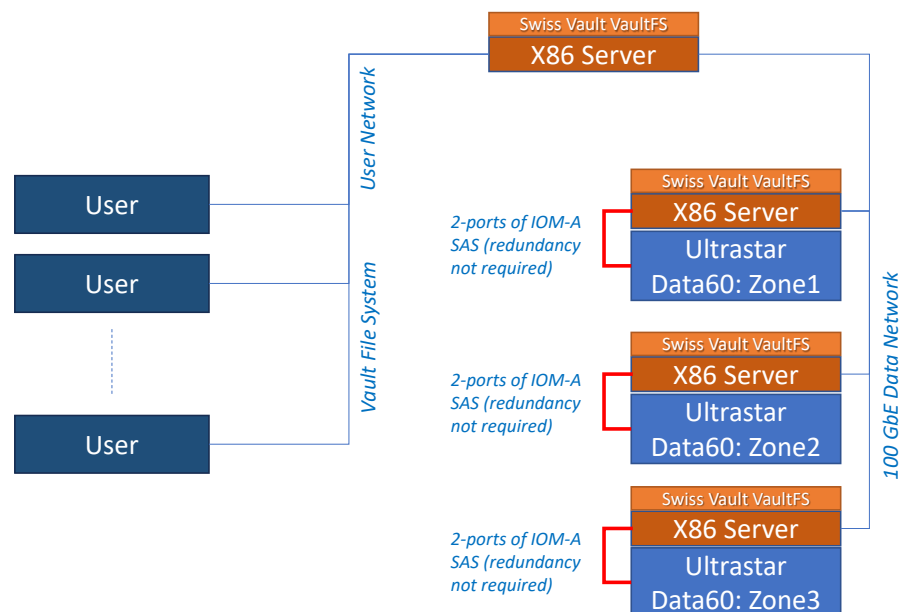 Swiss Vault VaultFS
X86 Server
User Network
User
User
User
Vault File System
2-ports of IOM-A
SAS (redundancy
not required)
Swiss Vault VaultFS
X86 Server
Ultrastar
Data60: Zone1
2-ports of IOM-A
SAS (redundancy
not required)
Swiss Vault VaultFS
X86 Server
Ultrastar
Data60: Zone2
2-ports of IOM-A
SAS (redundancy
not required)
Swiss Vault VaultFS
X86 Server
Ultrastar
Data60: Zone3
100 GbE Data Network